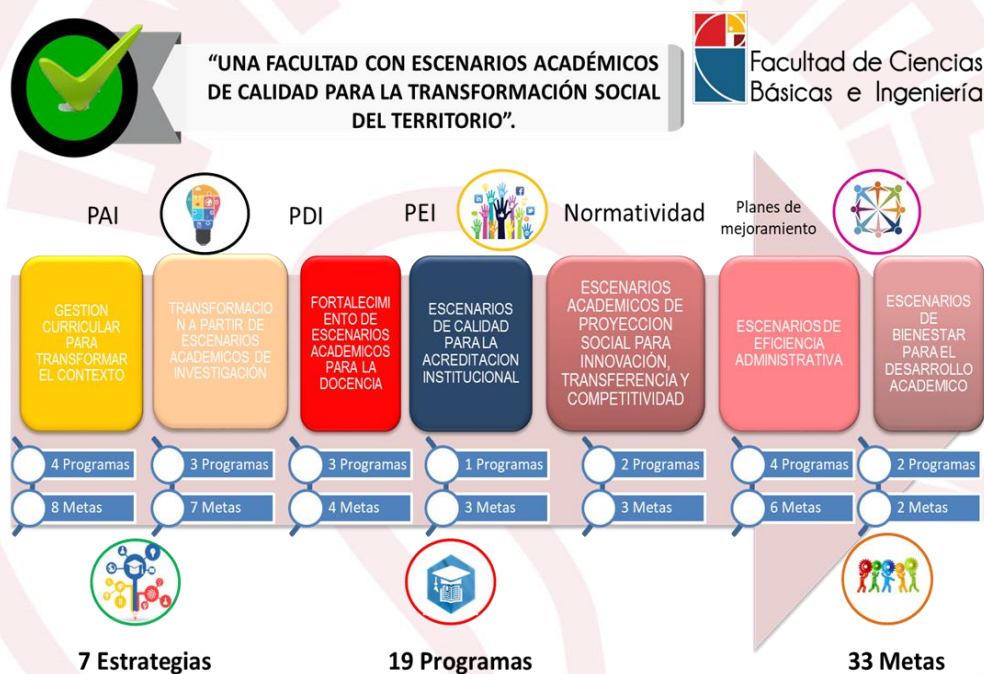 “UNA FACULTAD CON ESCENARIOS ACADÉMICOS
DE CALIDAD PARA LA TRANSFORMACIÓN SOCIAL
DEL TERRITORIO”.
Facultad de Ciencias
Básicas e Ingeniería
PAI
PDI
PEI
Normatividad
Planes de
mejoramiento
GESTION
CURRICULAR
PARA
TRANSFORMAR
EL CONTEXTO
TRANSFORMACIO
N A PARTIR DE
ESCENARIOS
ACADEMICOS DE
INVESTIGACIÓN
FORTALECIMI
ENTO DE
ESCENARIOS
ACADEMICOS
PARA LA
DOCENCIA
ESCENARIOS
DE CALIDAD
PARA LA
ACREDITACION
INSTITUCIONAL
ESCENARIOS
ACADEMICOS DE
PROYECCION
SOCIAL PARA
INNOVACIÓN,
TRANSFERENCIA Y
COMPETITIVIDAD
ESCENARIOS DE
EFICIENCIA
ADMINISTRATIVA
ESCENARIOS
DE
BIENESTAR
PARA EL
DESARROLLO
ACADEMICO
4 Programas
3 Programas
3 Programas
1 Programas
2 Programas
4 Programas
2 Programas
8 Metas
7 Metas
4 Metas
3 Metas
3 Metas
6 Metas
2 Metas
7 Estrategias
19 Programas
33 Metas